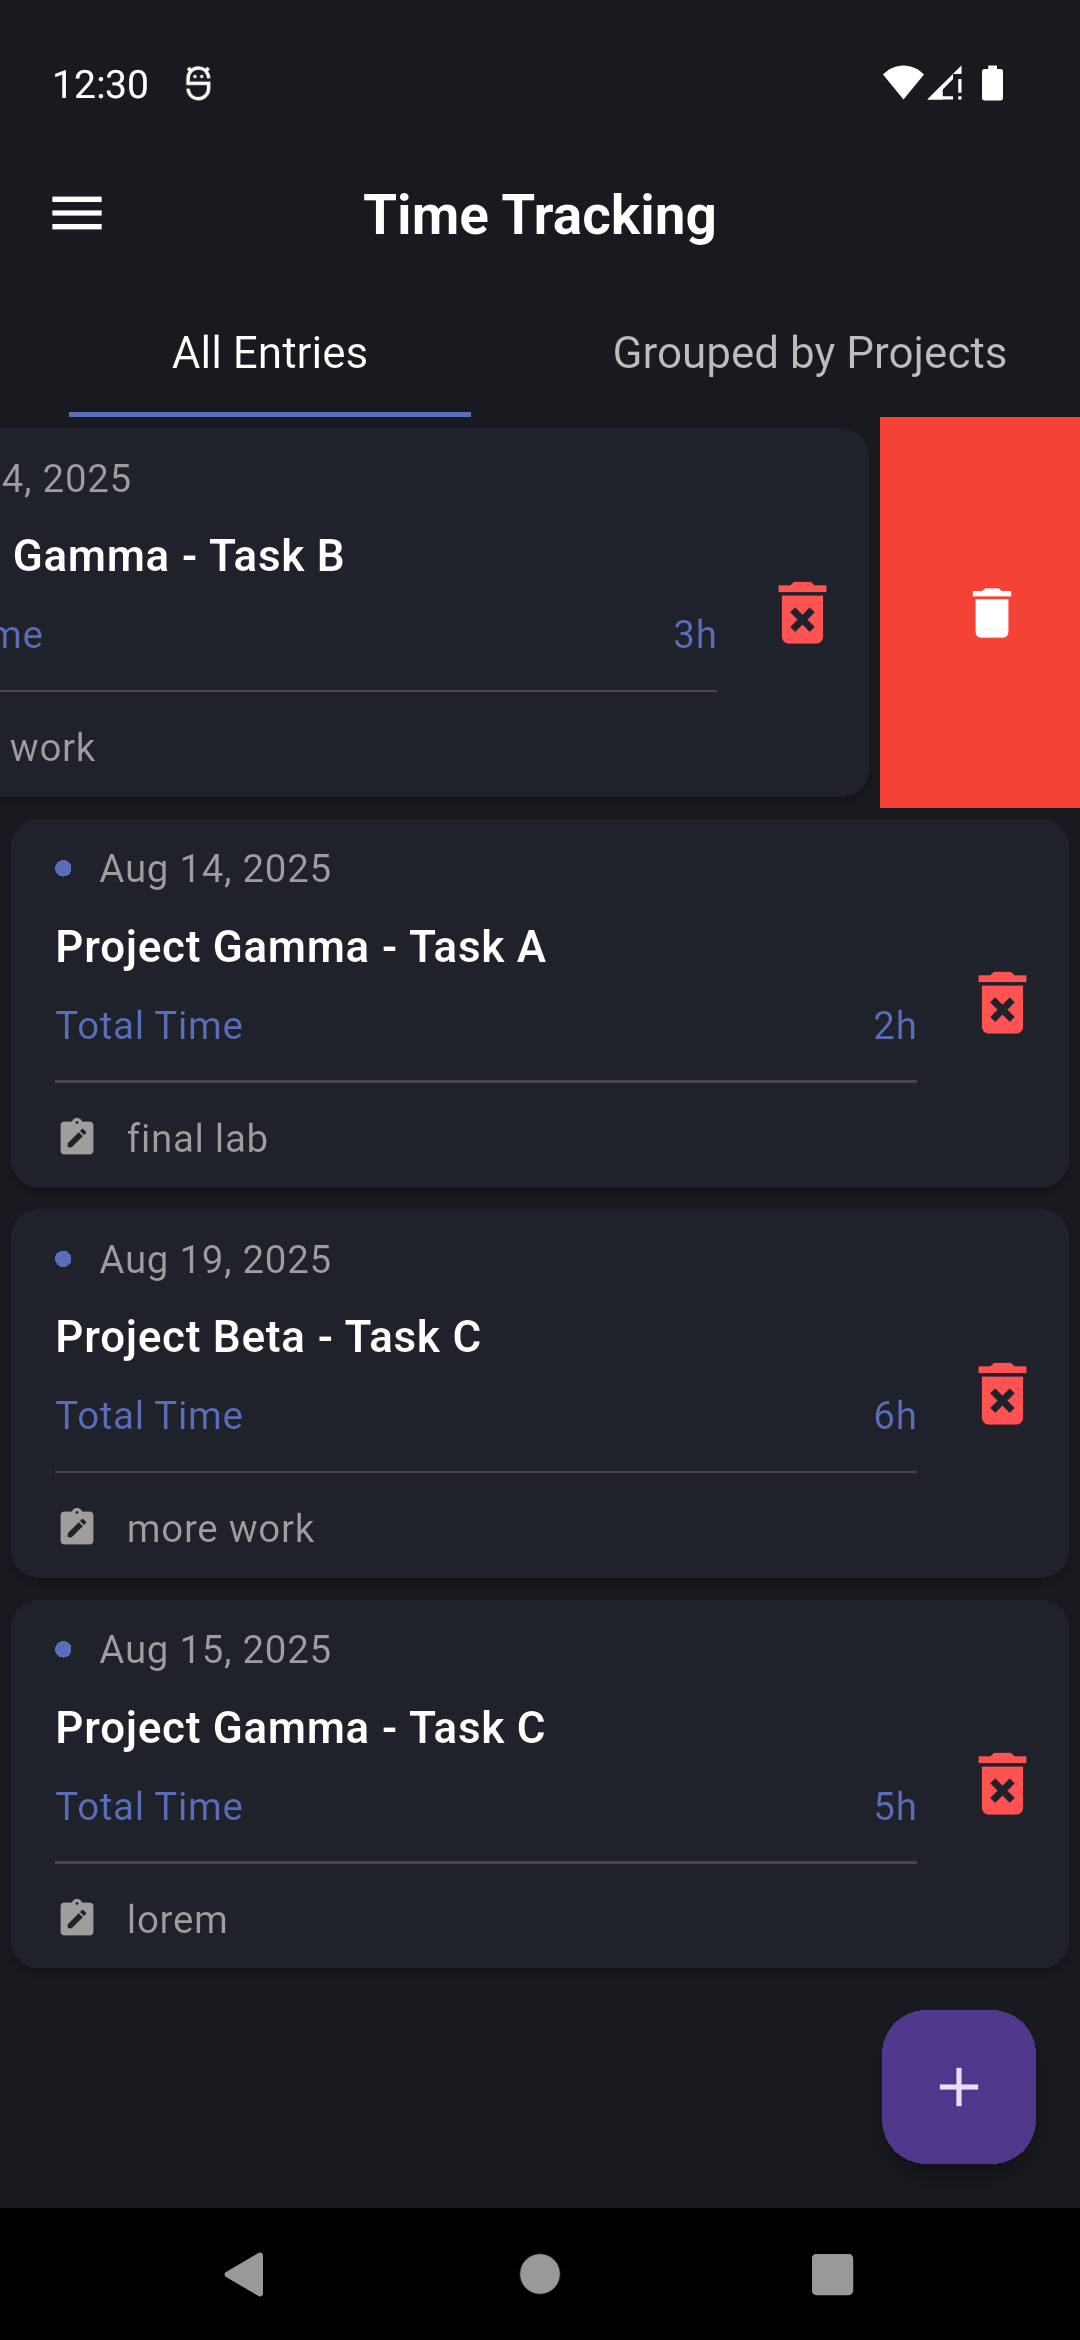 12:30
Time Tracking
All Entries
Grouped by Projects
4, 2025
Gamma - Task B
me
3h
work
Aug 14, 2025
Project Gamma - Task A
Total Time
2h
final lab
Aug 19, 2025
Project Beta - Task C
Total Time
6h
more work
Aug 15, 2025
Project Gamma - Task C
Total Time
5h
lorem